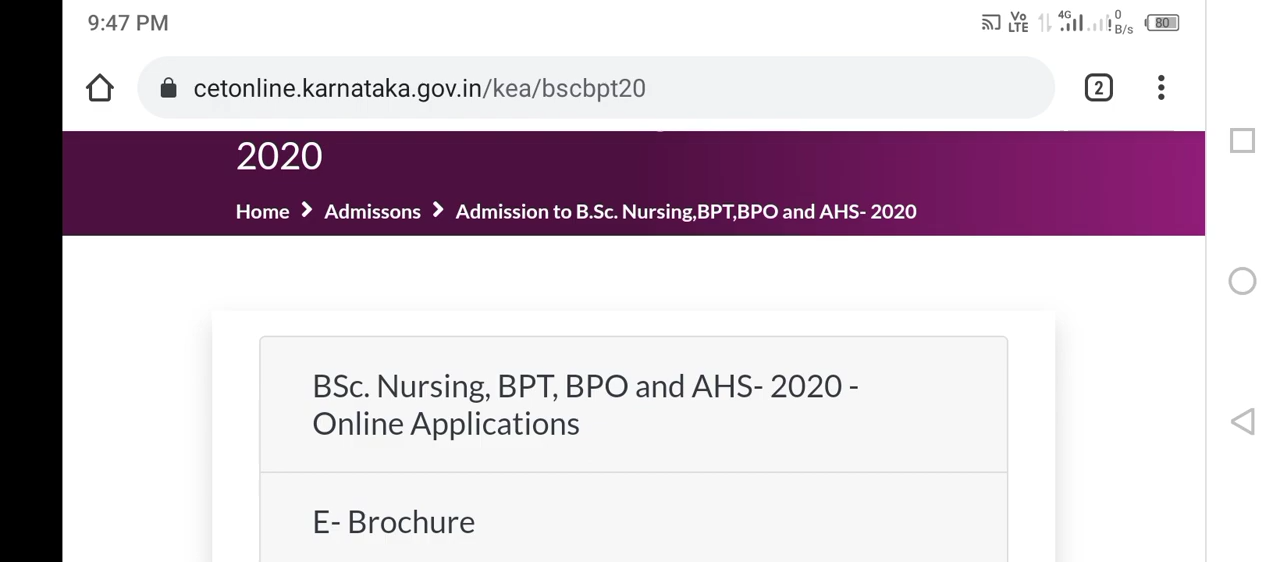 9:47 PM Vo LTE 4G 0 B/s 80
cetonline.karnataka.gov.in/kea/bscbpt20 2
2020
Home > Admissons > Admission to B.Sc. Nursing,BPT,BPO and AHS- 2020
BSc. Nursing, BPT, BPO and AHS- 2020 -
Online Applications
E- Brochure